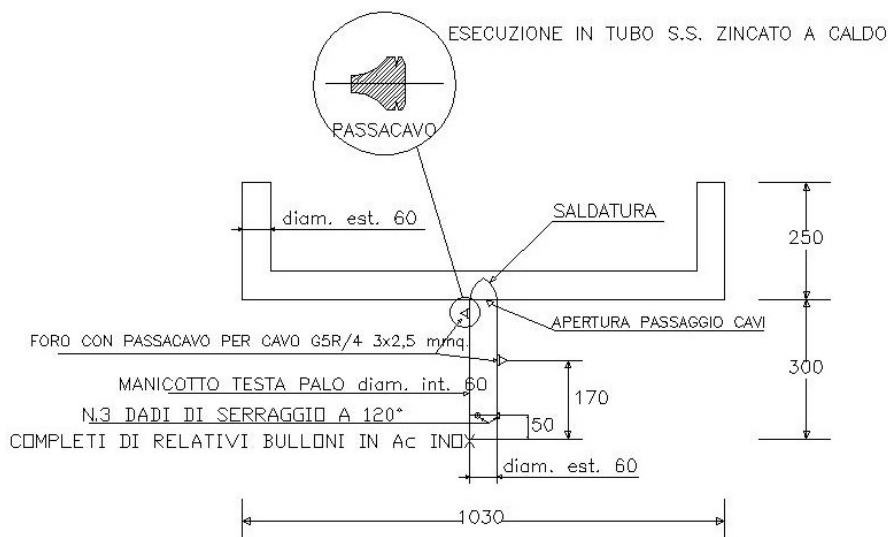 ESECUZIONE IN TUBO S.S. ZINCATO A CALDO
PASSACAVO
diam. est. 60
SALDATURA
250
APERTURA PASSAGGIO CAVI
FORO CON PASSACAVO PER CAVO G5R/4 3x2,5 mmq.
300
MANICOTTO TESTA PALO diam. int. 60
170
N.3 DADI DI SERRAGGIO A 120°
50
COMPLETI DI RELATIVI BULLONI IN Ac INOX
diam. est. 60
1030